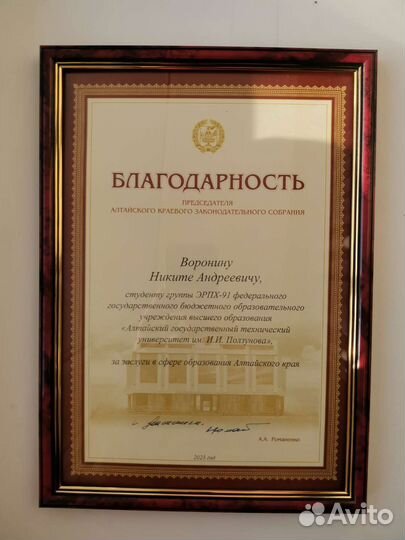 БЛАГОДАРНОСТЬ
ПРЕДСЕДАТЕЛЯ
АЛТАЙСКОГО КРАЕВОГО ЗАКОНОДАТЕЛЬНОГО СОБРАНИЯ
Воронину
Никите Андреевичу,
студенту группы ЭРПХ-91 федерального
государственного бюджетного образовательного
учреждения высшего образования
«Алтайский государственный технический
университет им. И.И. Ползунова»,
за заслуги в сфере образования Алтайского края
А.А. Романенко
2023 год
Avito